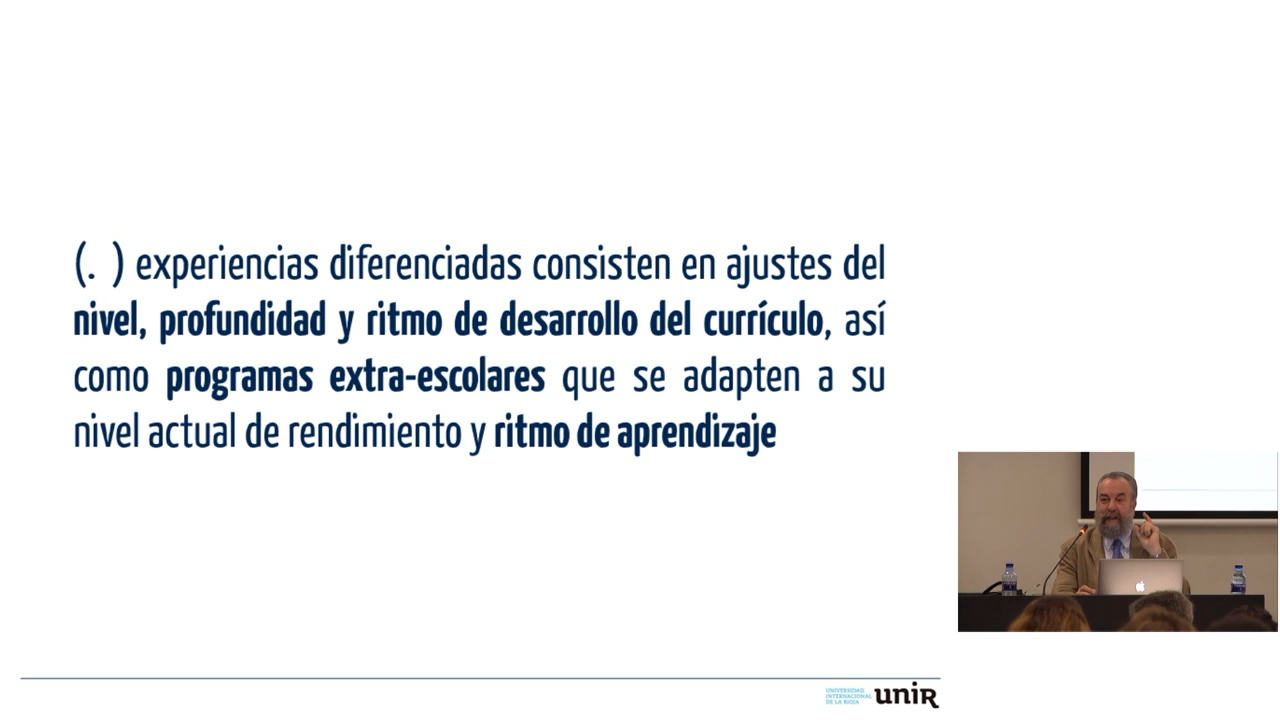 (. ) experiencias diferenciadas consisten en ajustes del
nivel, profundidad y ritmo de desarrollo del currículo, así
como programas extra-escolares que se adapten a su
nivel actual de rendimiento y ritmo de aprendizaje
UNIVERSIDAD
INTERNACIONAL
DE LA RIOJA
unir